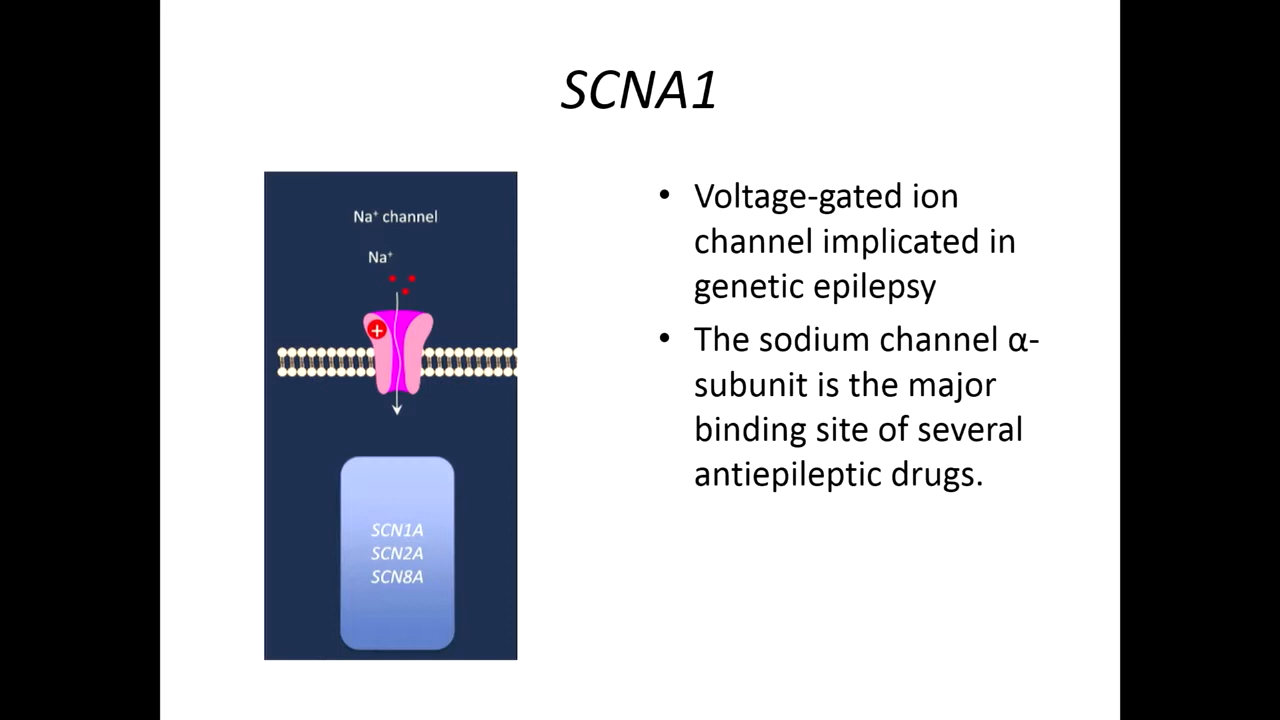 SCNA1
Na⁺ channel
Na⁺
+
SCN1A
SCN2A
SCN8A
• Voltage-gated ion
channel implicated in
genetic epilepsy
• The sodium channel α-
subunit is the major
binding site of several
antiepileptic drugs.